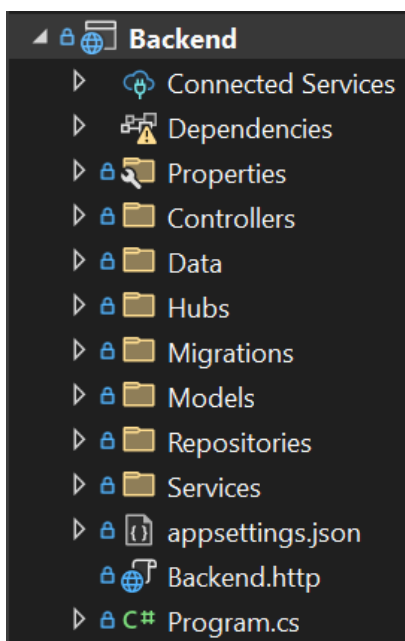 Backend
Connected Services
Dependencies
Properties
Controllers
Data
Hubs
Migrations
Models
Repositories
Services
appsettings.json
Backend.http
C# Program.cs